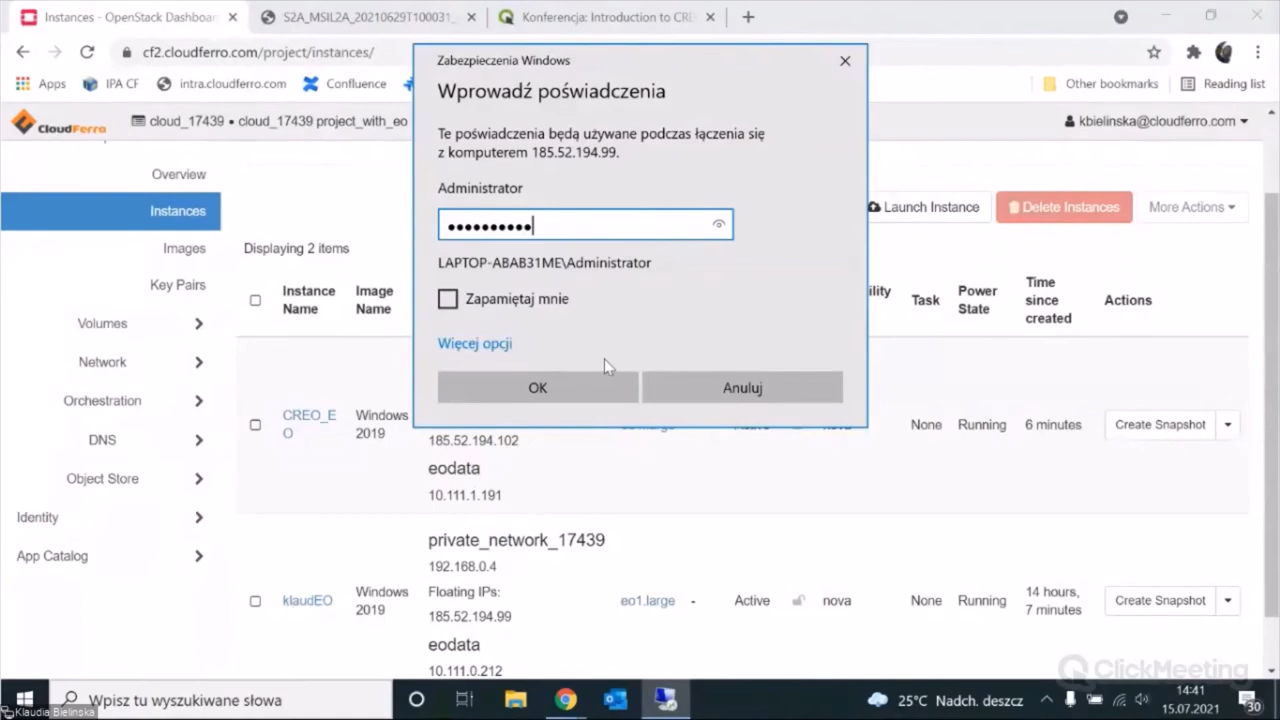 Instances - OpenStack Dashboar
S2A_MSIL2A_20210629T100031_
Konferencja: Introduction to CRE
cf2.cloudferro.com/project/instances/
Apps
IPA CF
intra.cloudferro.com
Confluence
Other bookmarks
Reading list
CloudFerro
cloud_17439 • cloud_17439 project_with_eo
kbielinska@cloudferro.com
Zabezpieczenia Windows
Wprowadź poświadczenia
Te poświadczenia będą używane podczas łączenia się
z komputerem 185.52.194.99.
Administrator
••••••••••
LAPTOP-ABAB31ME\Administrator
Zapamiętaj mnie
Więcej opcji
OK
Anuluj
Overview
Instances
Images
Key Pairs
Volumes
Network
Orchestration
DNS
Object Store
Identity
App Catalog
Launch Instance
Delete Instances
More Actions
Displaying 2 items
Instance
Name
Image
Name
ility
Task
Power
State
Time
since
created
Actions
CREO_E
O
Windows
2019
185.52.194.102
eodata
10.111.1.191
None
Running
6 minutes
Create Snapshot
klaudEO
Windows
2019
private_network_17439
192.168.0.4
Floating IPs:
185.52.194.99
eodata
10.111.0.212
eo1.large
-
Active
nova
None
Running
14 hours,
7 minutes
Create Snapshot
ClickMeeting
Wpisz tu wyszukiwane słowa
Klaudia Bielinska
25°C Nadch. deszcz
14:41
15.07.2021
30